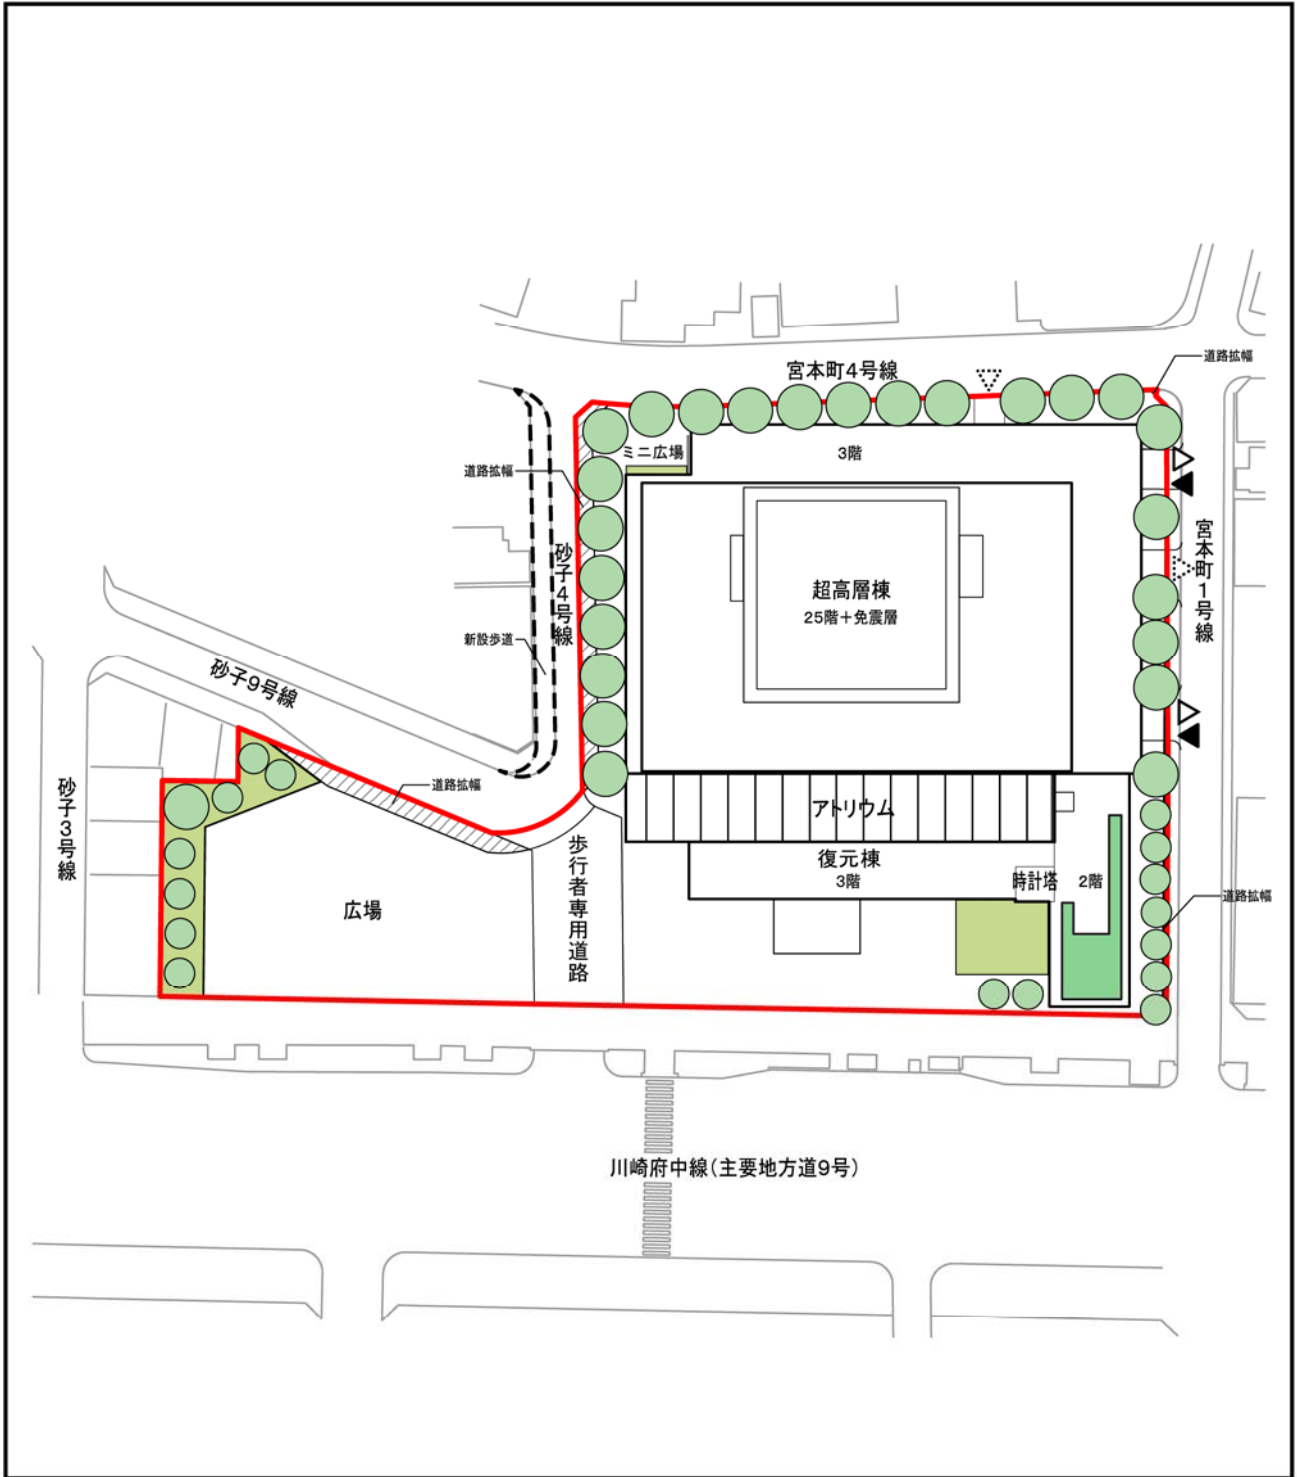 道路拡幅
宮本町4号線
ミニ広場
3階
道路拡幅
砂子4号線
宮本町1号線
超高層棟
25階＋免震層
新設歩道
砂子9号線
道路拡幅
砂子3号線
アトリウム
歩行者専用道路
復元棟
3階
時計塔
2階
道路拡幅
広場
川崎府中線(主要地方道9号)